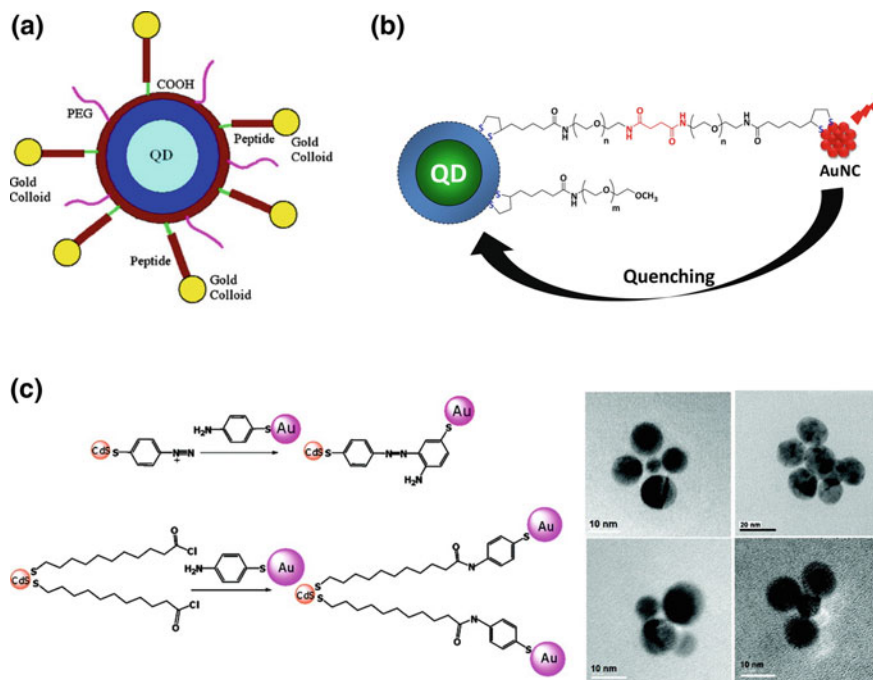 (a)
COOH
PEG
Peptide
Gold
Colloid
QD
Gold
Colloid
Peptide
Gold
Colloid
(b)
O
N
H
O
n
H
N
O
O
N
H
O
n
H
N
O
S
S
S
S
QD
AuNC
S
S
O
N
H
O
m
OCH3
Quenching
(c)
H2N
S
Au
CdS
S
N≡N
+
CdS
S
N=N
S
Au
H2N
10 nm
20 nm
O
Cl
S
CdS
S
O
Cl
H2N
S
Au
S
CdS
S
O
N
S
Au
O
N
S
Au
10 nm
10 nm